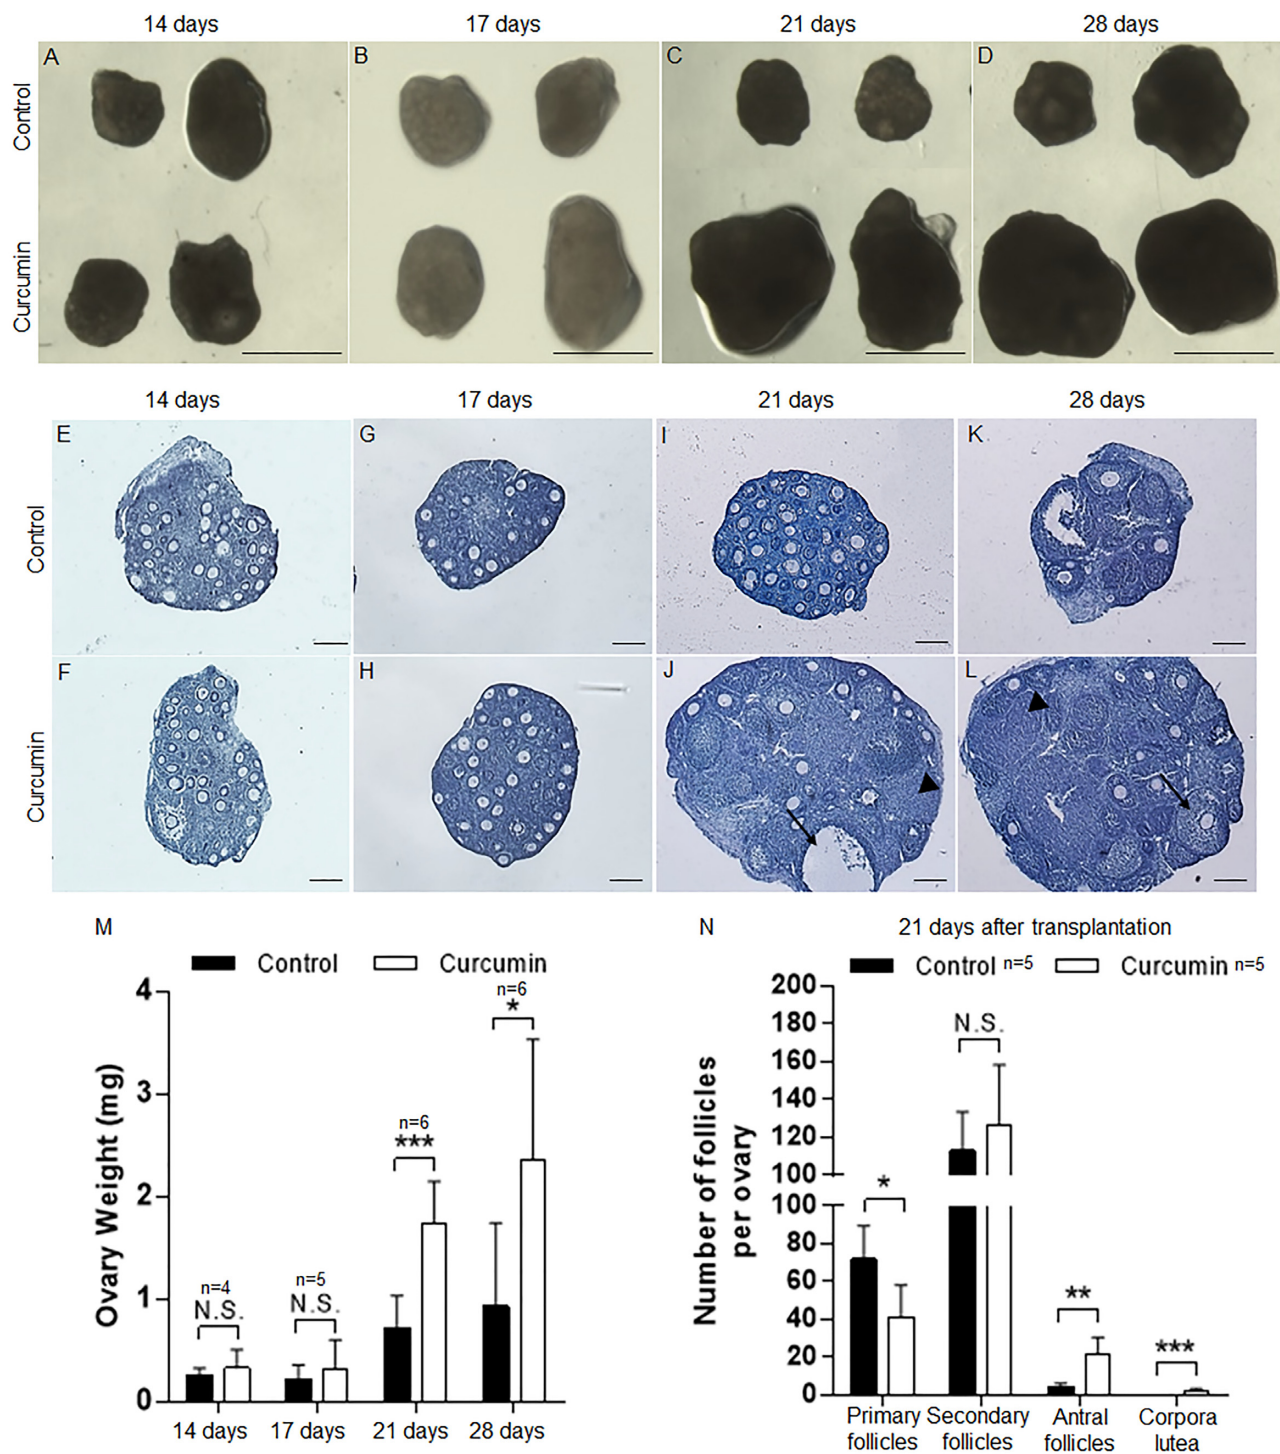 14 days 17 days 21 days 28 days
A B C D
Control
Curcumin
14 days 17 days 21 days 28 days
E G I K
Control
F H J L
Curcumin
M
Control Curcumin
Ovary Weight (mg)
4
3
2
1
0
n=4
N.S.
n=5
N.S.
n=6
***
n=6
*
14 days 17 days 21 days 28 days
N 21 days after transplantation
Control n=5 Curcumin n=5
Number of follicles
per ovary
200
180
160
140
120
100
100
80
60
40
20
0
*
N.S.
**
***
Primary Secondary Antral Corpora
follicles follicles follicles lutea